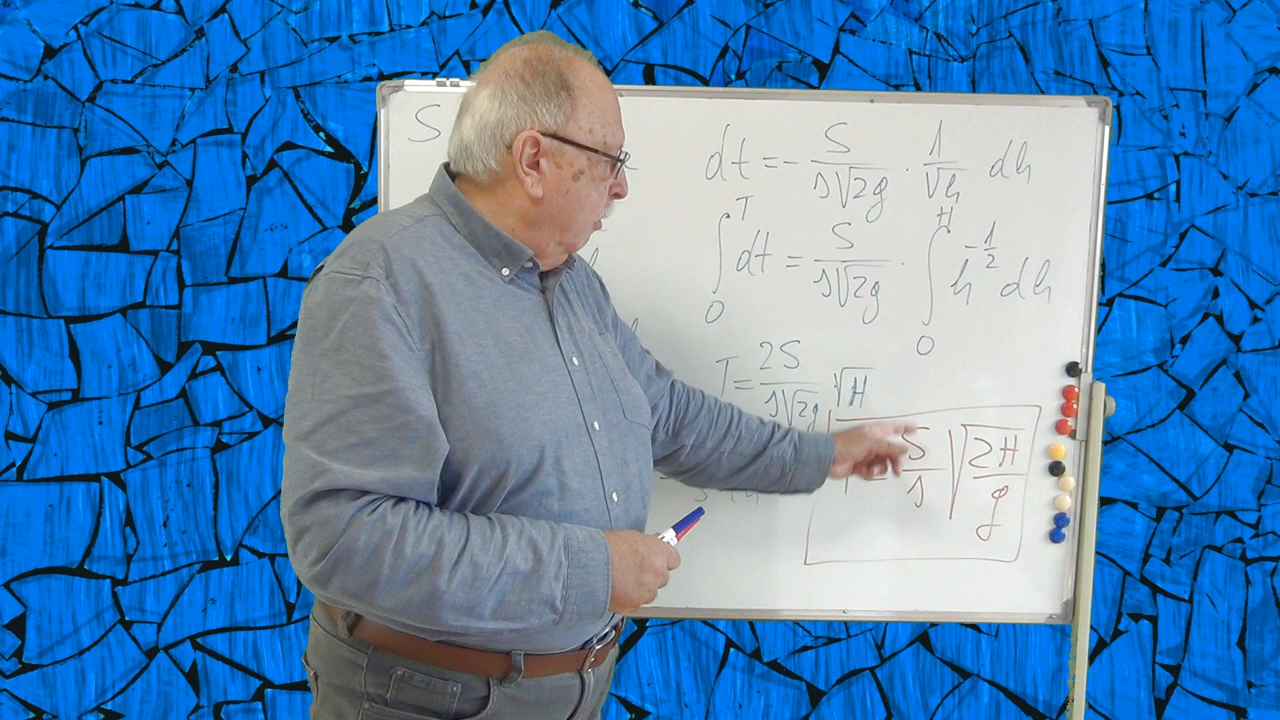 S
dt = - S/(s√2g) · 1/√h dh
∫₀ᵀ dt = S/(s√2g) · ∫₀ᴴ h^(-1/2) dh
T = 2S/(s√2g) √H
= S/s √(2H/g)